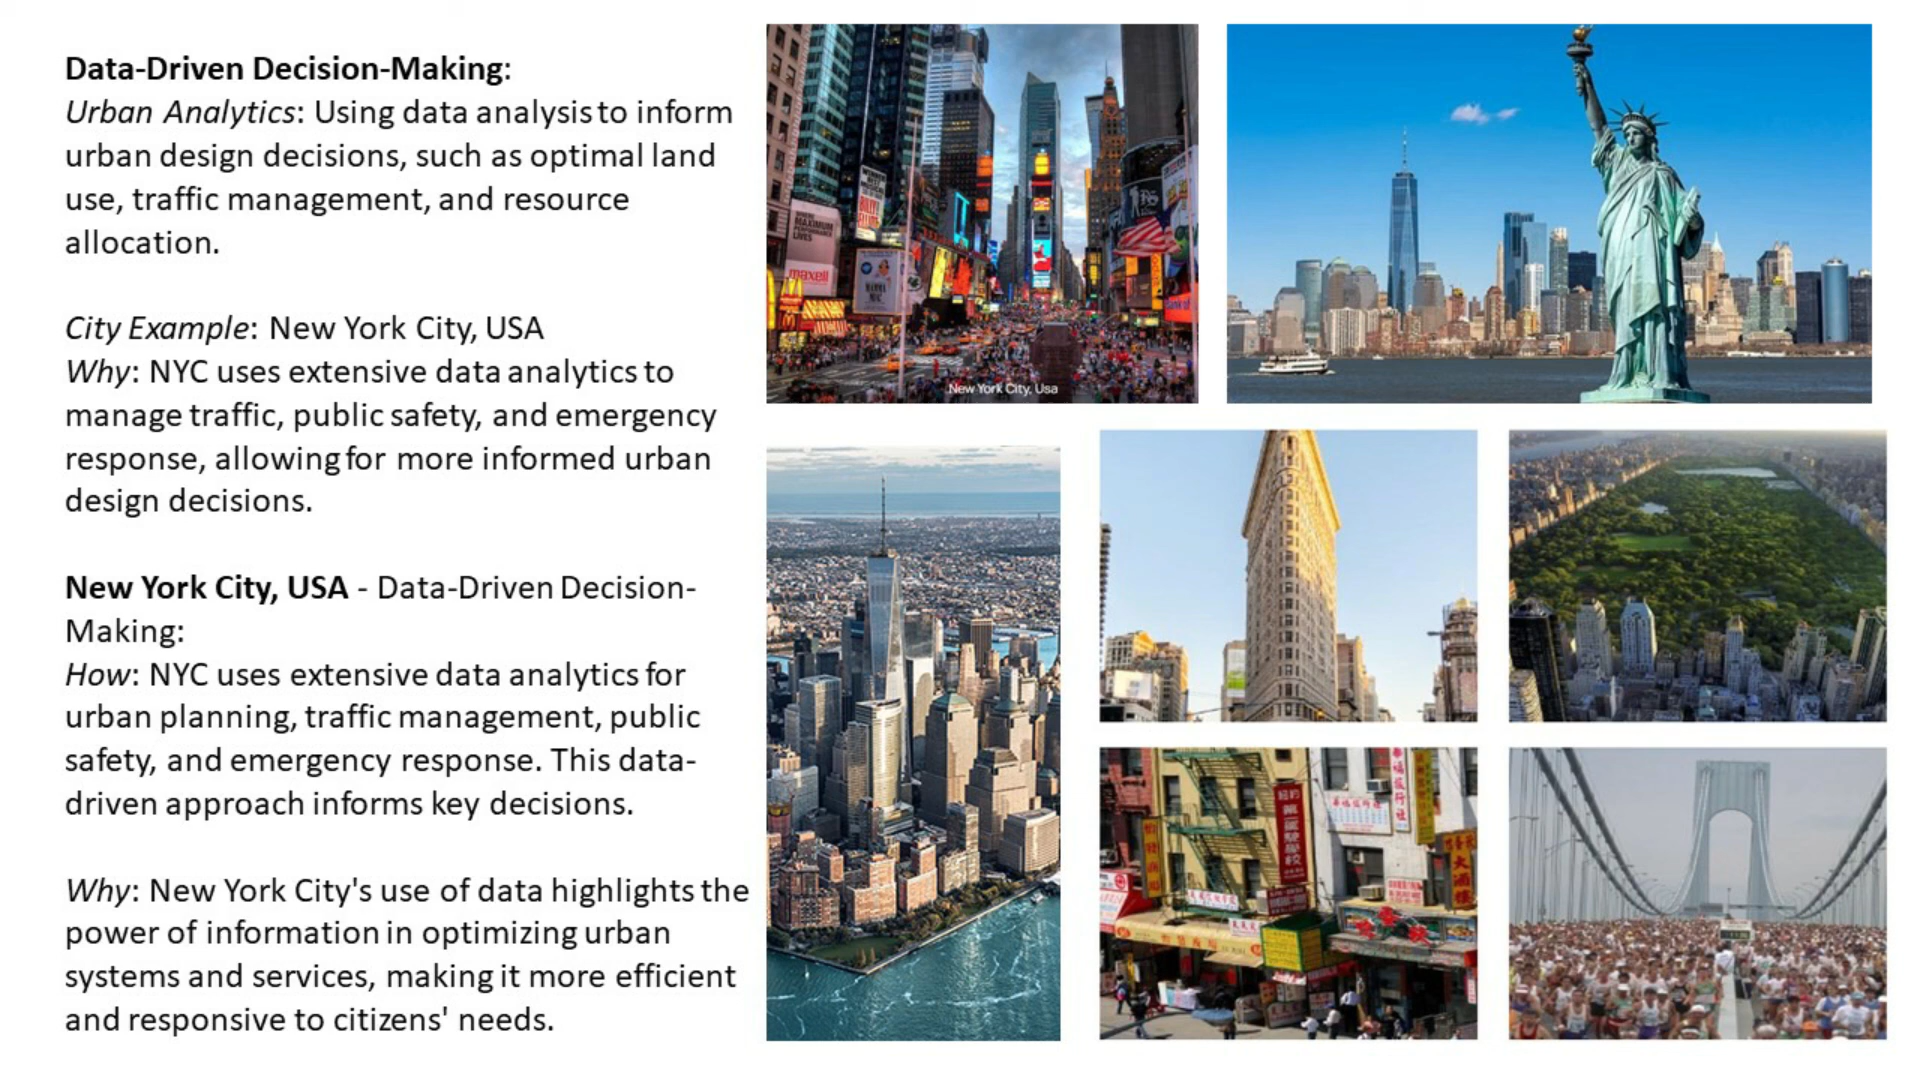 Data-Driven Decision-Making:
Urban Analytics: Using data analysis to inform
urban design decisions, such as optimal land
use, traffic management, and resource
allocation.
City Example: New York City, USA
Why: NYC uses extensive data analytics to
manage traffic, public safety, and emergency
response, allowing for more informed urban
design decisions.
New York City, USA - Data-Driven Decision-
Making:
How: NYC uses extensive data analytics for
urban planning, traffic management, public
safety, and emergency response. This data-
driven approach informs key decisions.
Why: New York City's use of data highlights the
power of information in optimizing urban
systems and services, making it more efficient
and responsive to citizens' needs.
MAXIMUM
PERFORMANCE
LIVES
maxell
New York City, Usa